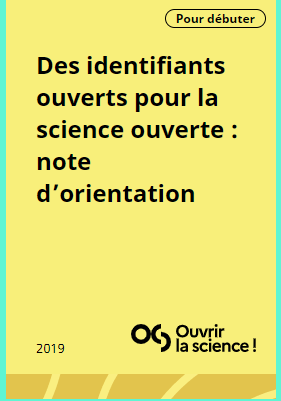 Pour débuter
Des identifiants
ouverts pour la
science ouverte :
note
d’orientation
2019
Ouvrir
la science !